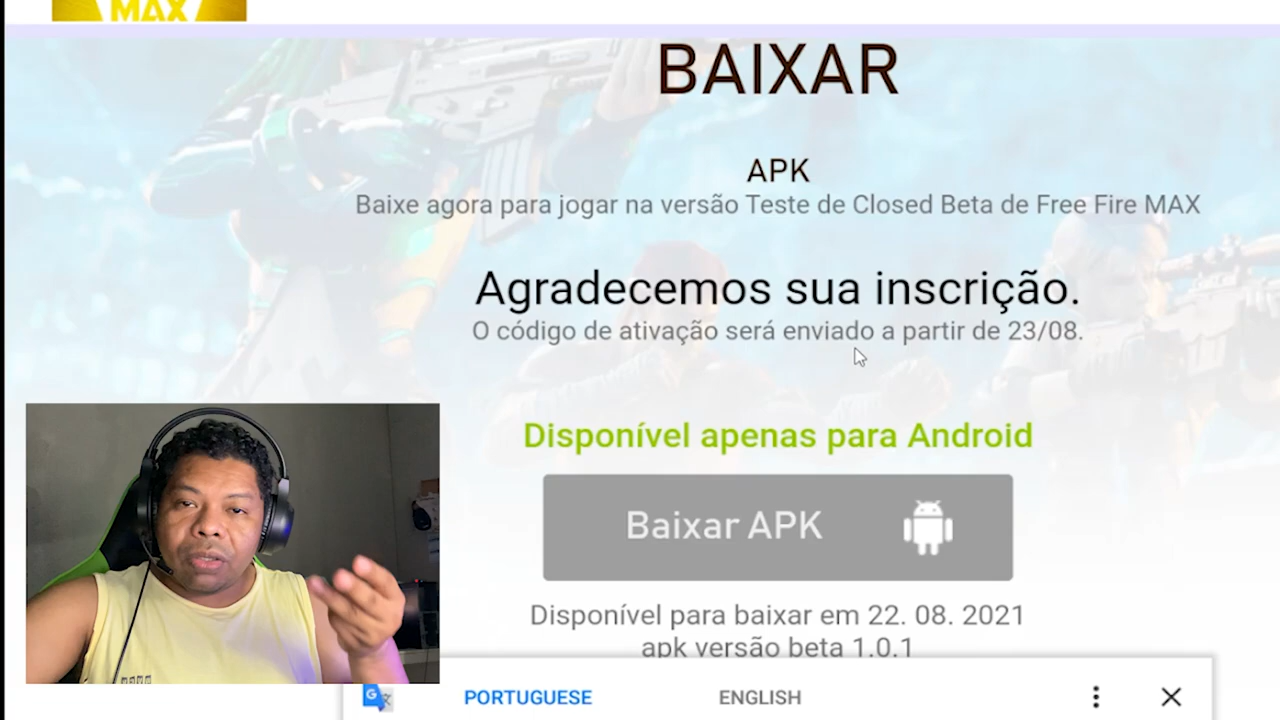 MAX
BAIXAR
APK
Baixe agora para jogar na versão Teste de Closed Beta de Free Fire MAX
Agradecemos sua inscrição.
O código de ativação será enviado a partir de 23/08.
Disponível apenas para Android
Baixar APK
Disponível para baixar em 22. 08. 2021
apk versão beta 1.0.1
PORTUGUESE
ENGLISH